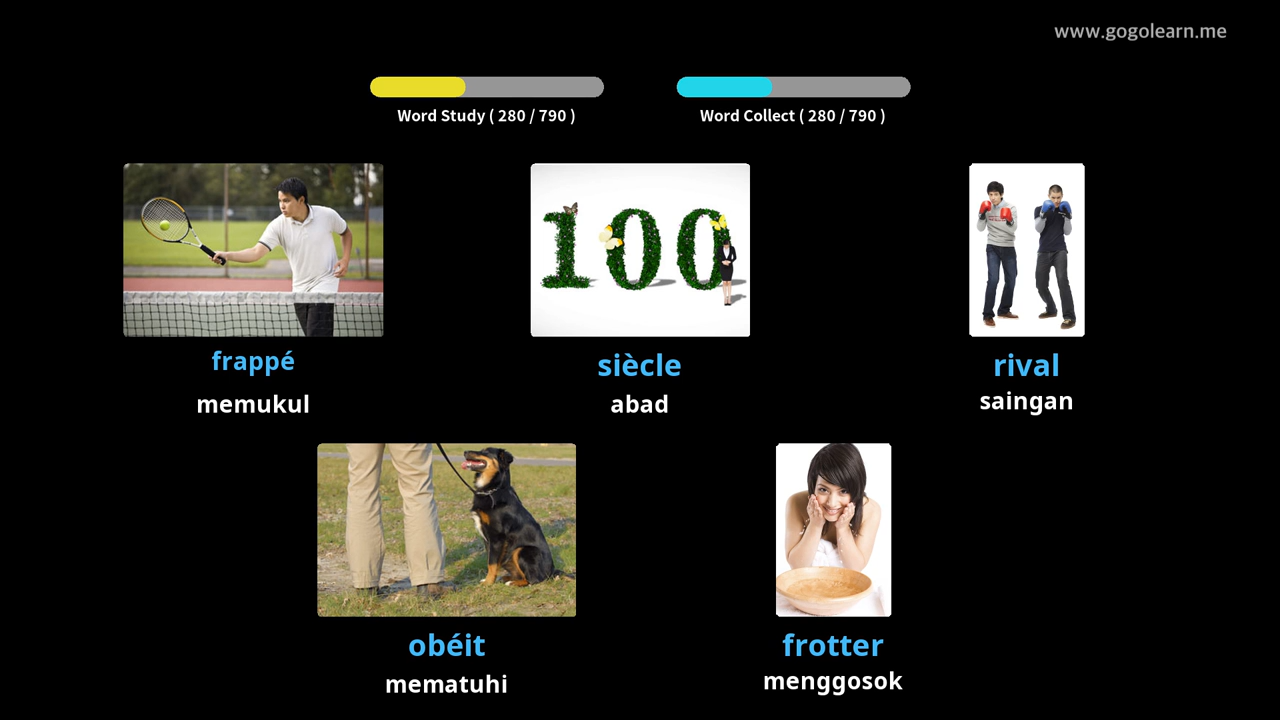 www.gogolearn.me
Word Study ( 280 / 790 )
Word Collect ( 280 / 790 )
100
frappé
memukul
siècle
abad
rival
saingan
obéit
mematuhi
frotter
menggosok